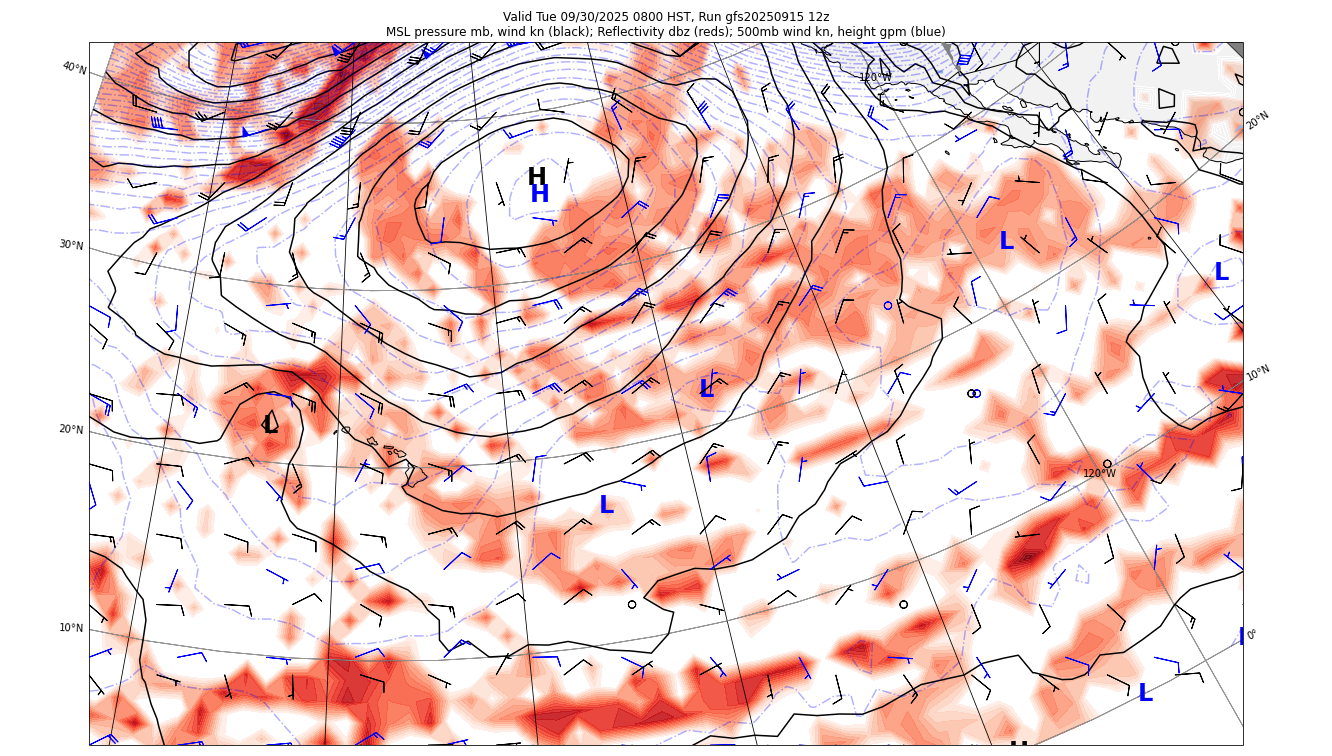 Valid Tue 09/30/2025 0800 HST, Run gfs20250915 12z
MSL pressure mb, wind kn (black); Reflectivity dbz (reds); 500mb wind kn, height gpm (blue)
40°N
120°W
20°N
H
H
30°N
L
L
10°N
L
20°N
L
120°W
L
10°N
0°
L
H